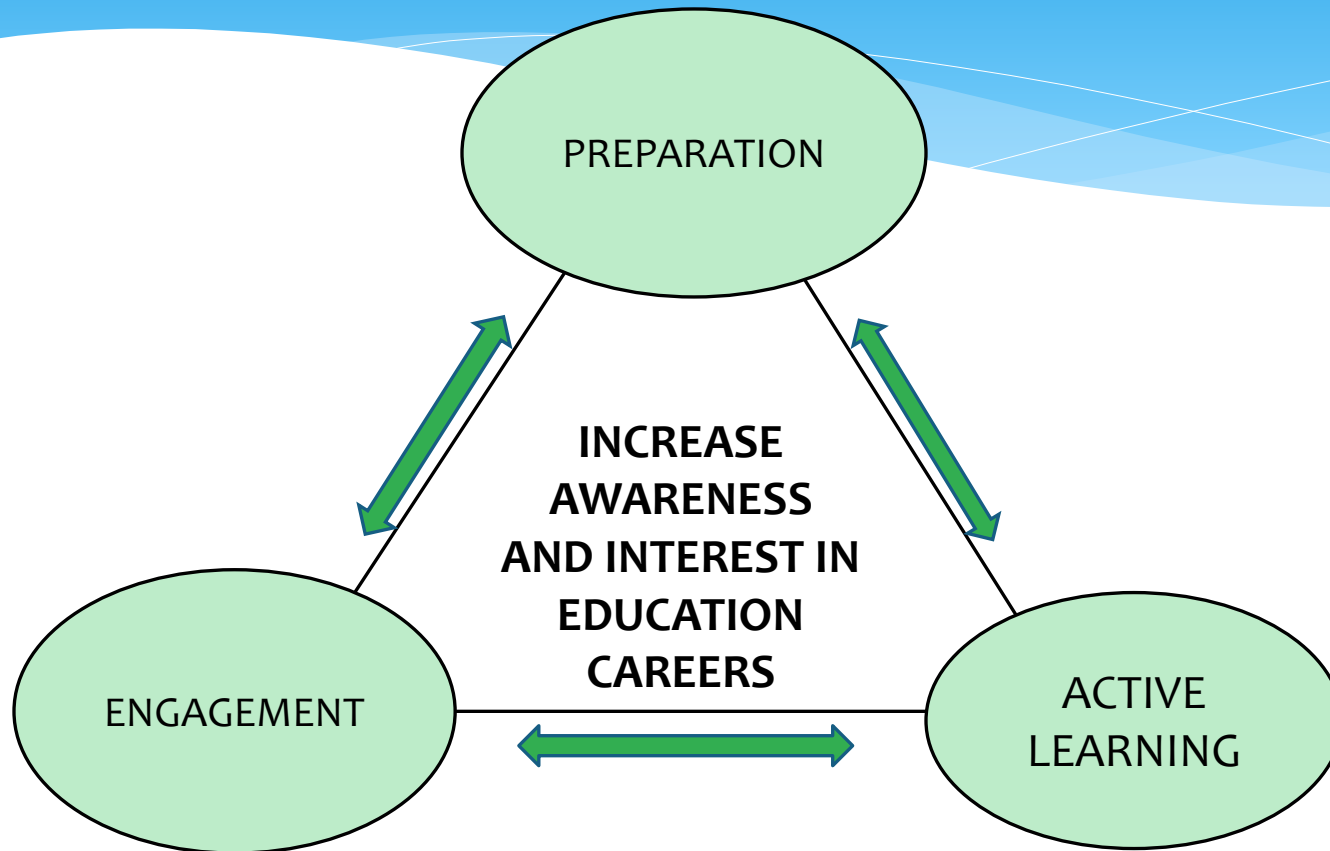 PREPARATION
INCREASE
AWARENESS
AND INTEREST IN
EDUCATION
CAREERS
ENGAGEMENT
ACTIVE
LEARNING